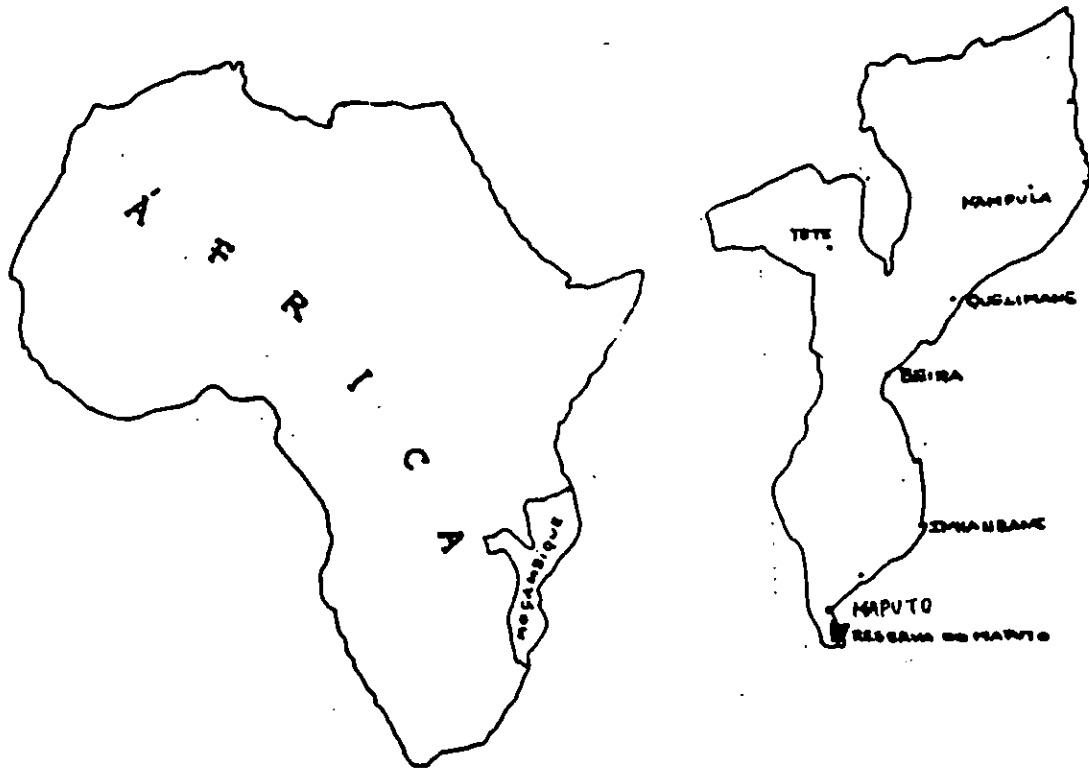 ÁFRICA
MOÇAMBIQUE
NAMPULA
TETE
QUELIMANE
BEIRA
INHAMBANE
MAPUTO
RESERVA DO MAPUTO